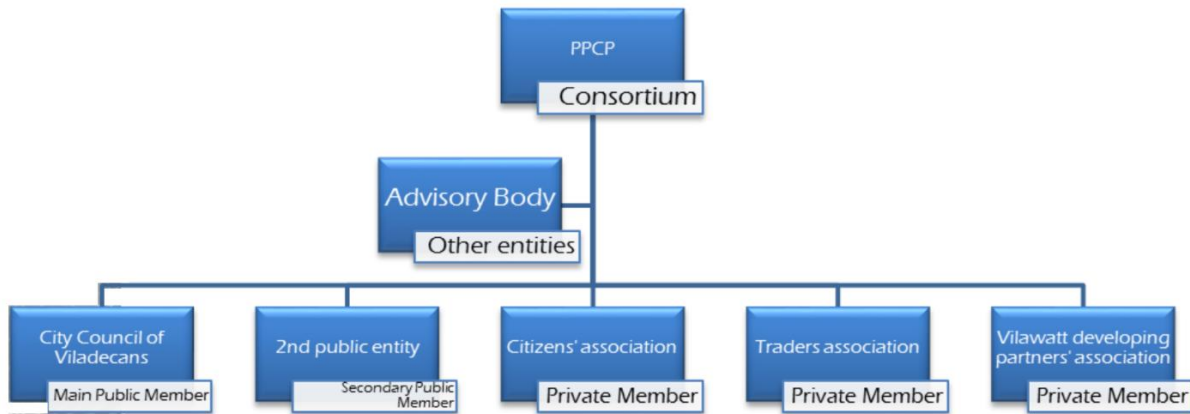 PPCP
Consortium
Advisory Body
Other entities
City Council of
Viladecans
Main Public Member
2nd public entity
Secondary Public
Member
Citizens' association
Private Member
Traders association
Private Member
Vilawatt developing
partners' association
Private Member